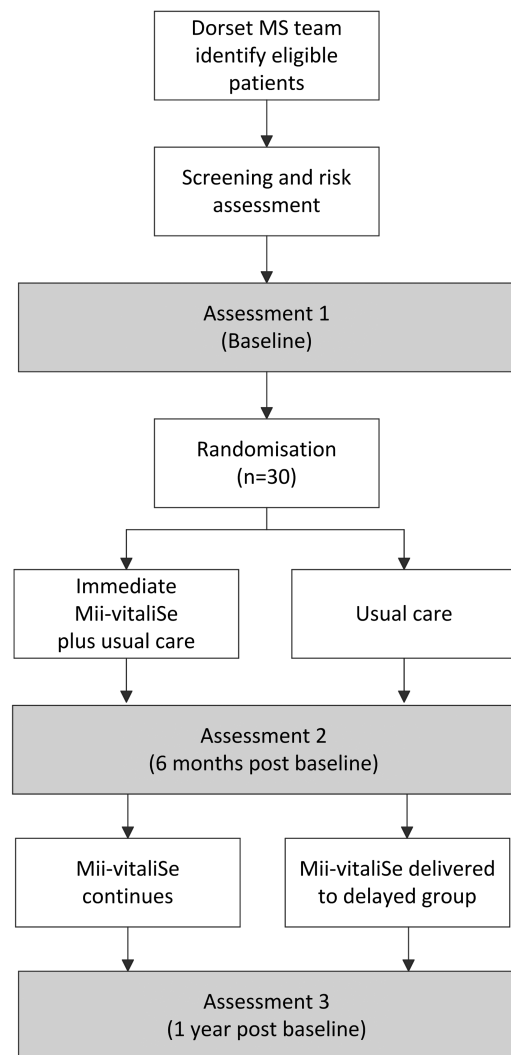 Dorset MS team
identify eligible
patients
Screening and risk
assessment
Assessment 1
(Baseline)
Randomisation
(n=30)
Immediate
Mii-vitaliSe
plus usual care
Usual care
Assessment 2
(6 months post baseline)
Mii-vitaliSe
continues
Mii-vitaliSe delivered
to delayed group
Assessment 3
(1 year post baseline)